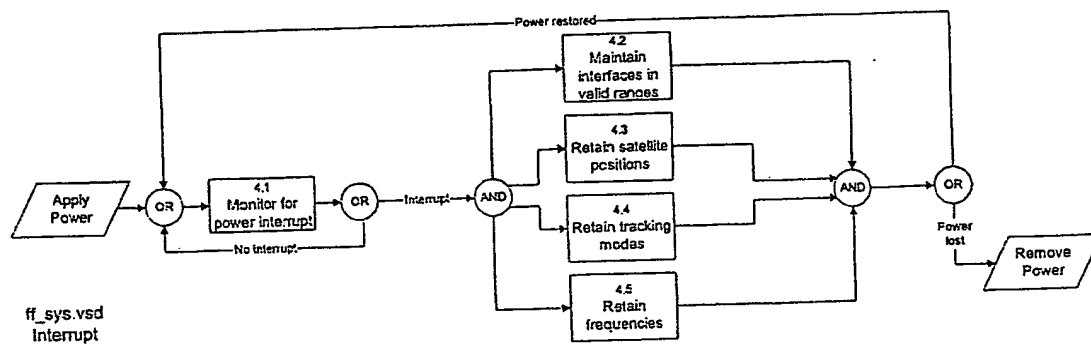 Power restored
4.2
Maintain
interfaces in
valid ranges
4.3
Retain satellite
positions
Apply
Power
OR
4.1
Monitor for
power interrupt
OR
Interrupt
AND
AND
OR
No Interrupt
4.4
Retain tracking
modes
Power
lost
Remove
Power
4.5
Retain
frequencies
ff_sys.vsd
Interrupt